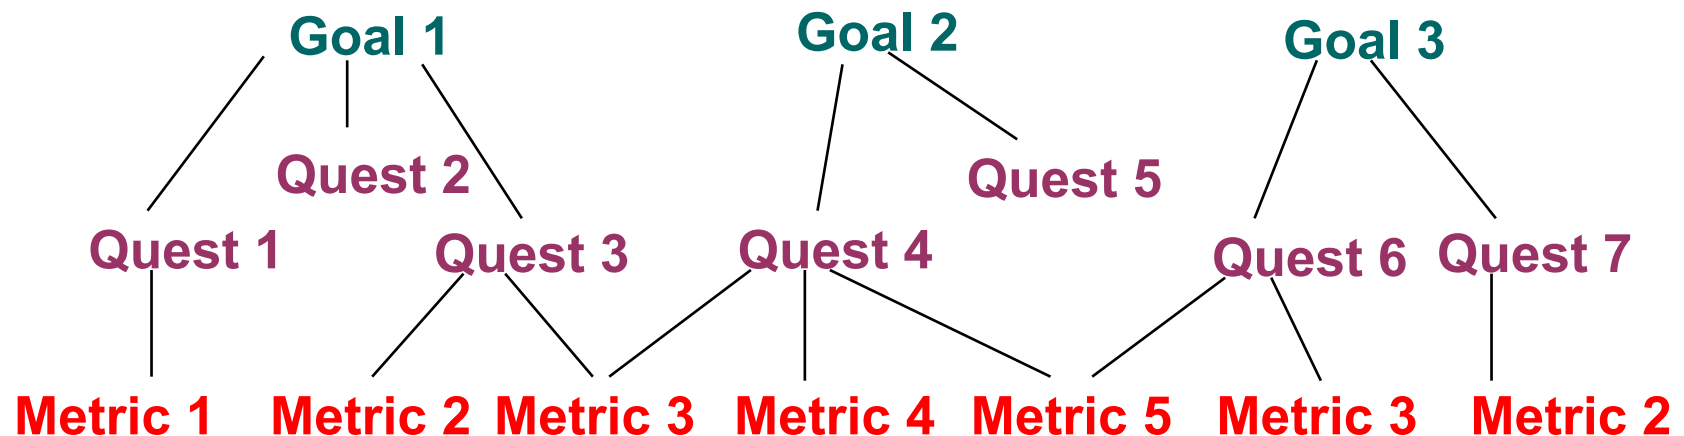 Goal 1
Goal 2
Goal 3
Quest 2
Quest 5
Quest 1
Quest 3
Quest 4
Quest 6
Quest 7
Metric 1
Metric 2
Metric 3
Metric 4
Metric 5
Metric 3
Metric 2